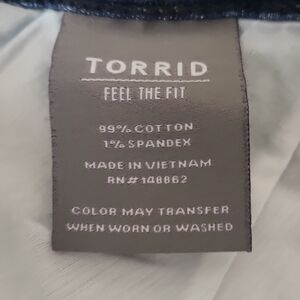 TORRID
FEEL THE FIT
99% COTTON
1% SPANDEX
MADE IN VIETNAM
RN# 148862
COLOR MAY TRANSFER
WHEN WORN OR WASHED